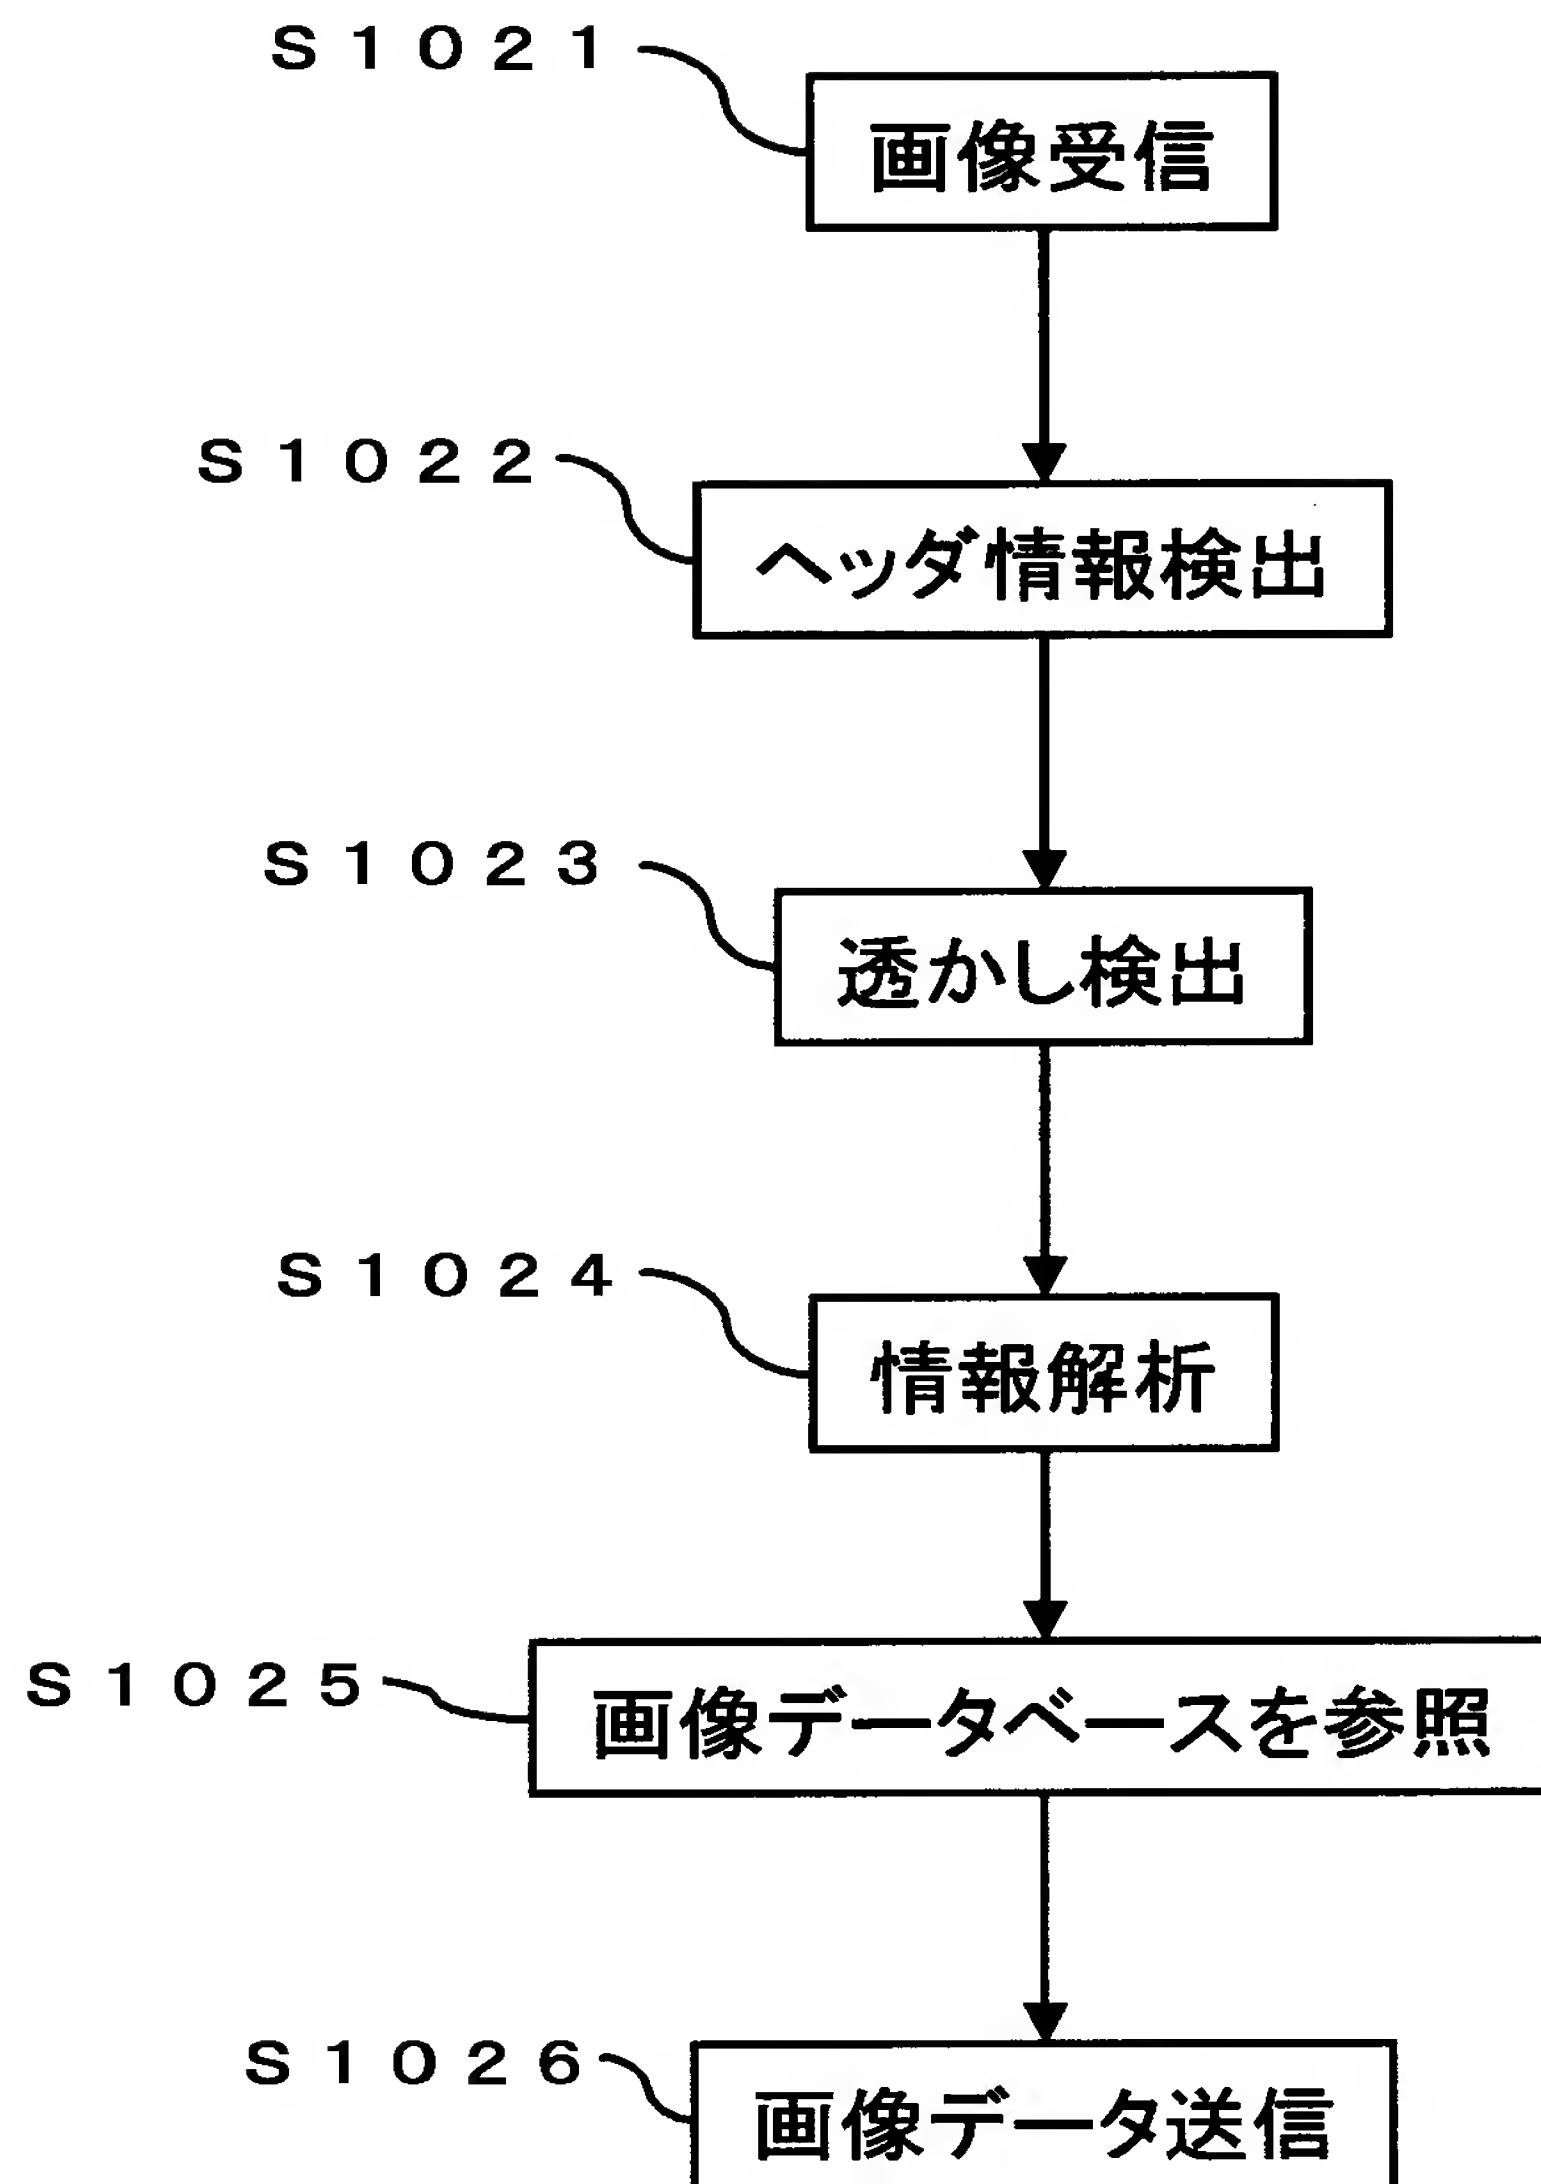 S1021
画像受信
S1022
ヘッダ情報検出
S1023
透かし検出
S1024
情報解析
S1025
画像データベースを参照
S1026
画像データ送信